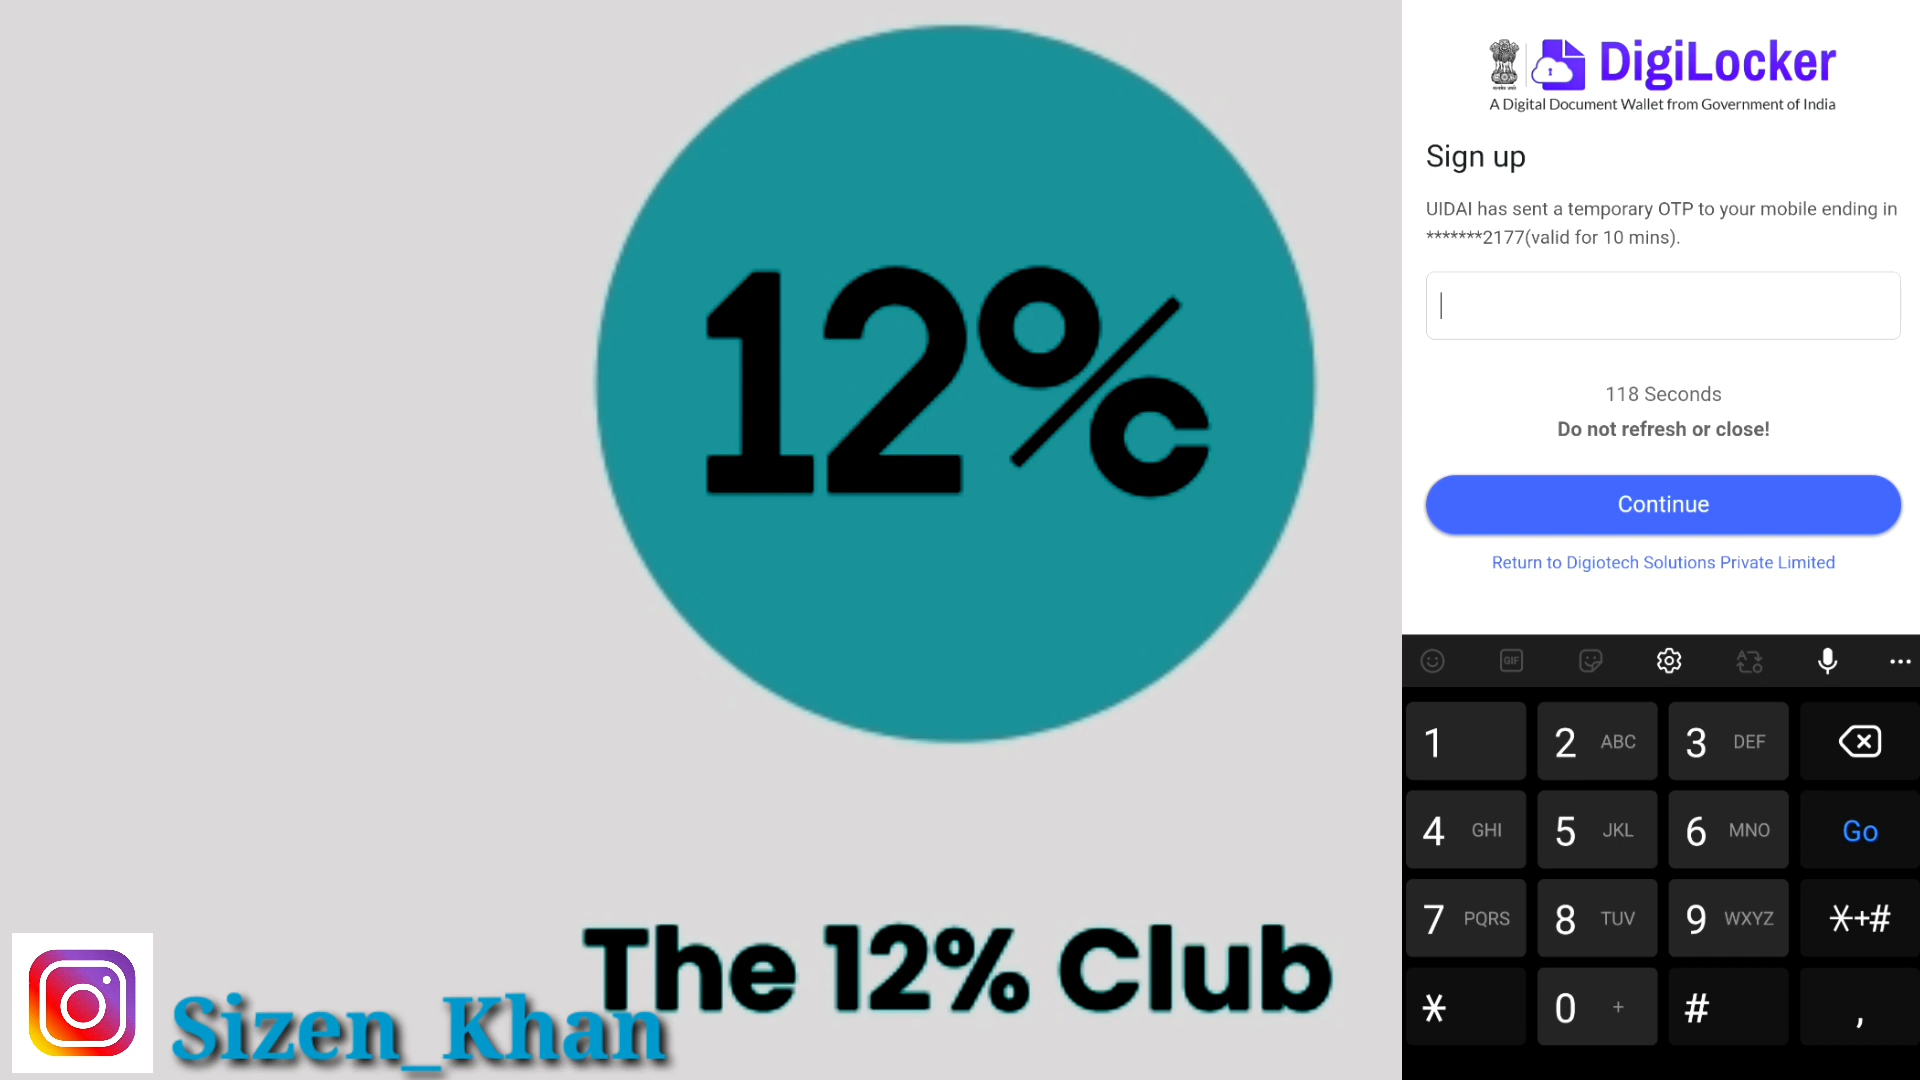 12%c
The 12% Club
Sizen_Khan
DigiLocker
A Digital Document Wallet from Government of India
Sign up
UIDAI has sent a temporary OTP to your mobile ending in
*******2177(valid for 10 mins).
118 Seconds
Do not refresh or close!
Continue
Return to Digiotech Solutions Private Limited
GIF
1 2 ABC 3 DEF
4 GHI 5 JKL 6 MNO Go
7 PQRS 8 TUV 9 WXYZ *+#
* 0 + # ,